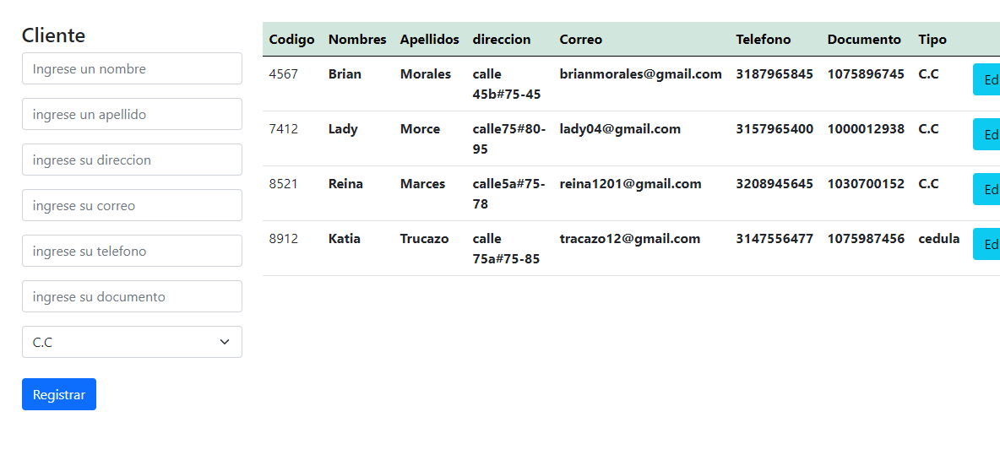 Cliente
Ingrese un nombre
ingrese un apellido
ingrese su direccion
ingrese su correo
ingrese su telefono
ingrese su documento
C.C
Registrar
Codigo Nombres Apellidos direccion Correo Telefono Documento Tipo
4567 Brian Morales calle brianmorales@gmail.com 3187965845 1075896745 C.C Ed
45b#75-45
7412 Lady Morce calle75#80- lady04@gmail.com 3157965400 1000012938 C.C Ed
95
8521 Reina Marces calle5a#75- reina1201@gmail.com 3208945645 1030700152 C.C Ed
78
8912 Katia Trucazo calle tracazo12@gmail.com 3147556477 1075987456 cedula Ed
75a#75-85